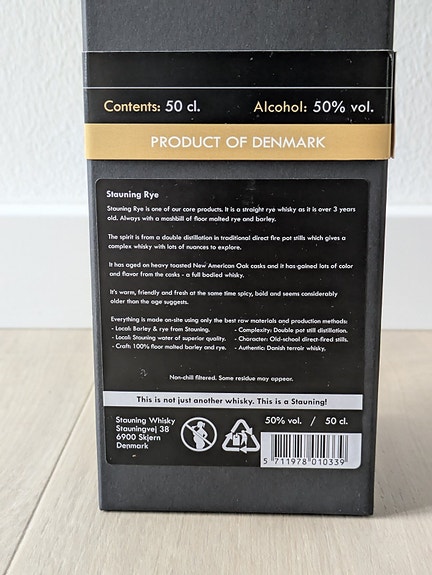 Contents: 50 cl. Alcohol: 50% vol.
PRODUCT OF DENMARK
Stauning Rye
Stauning Rye is one of our core products. It is a straight rye whisky as it is over 3 years
old. Always with a mashbill of floor malted rye and barley.
The spirit is from a double distillation in traditional direct fire pot stills which gives a
complex whisky with lots of nuances to explore.
It has aged on heavy toasted New American Oak casks and it has gained lots of color
and flavor from the casks - a full bodied whisky.
It's warm, friendly and fresh at the same time spicy, bold and seems considerably
older than the age suggests.
Everything is made on-site using only the best raw materials and production methods:
- Local: Barley & rye from Stauning. - Complexity: Double pot still distillation.
- Local: Stauning water of superior quality. - Character: Old-school direct-fired stills.
- Craft: 100% floor malted barley and rye. - Authentic: Danish terroir whisky.
Non-chill filtered. Some residue may appear.
This is not just another whisky. This is a Stauning!
Stauning Whisky 50% vol. / 50 cl.
Stauningvej 38
6900 Skjern
Denmark
5 711978 010339